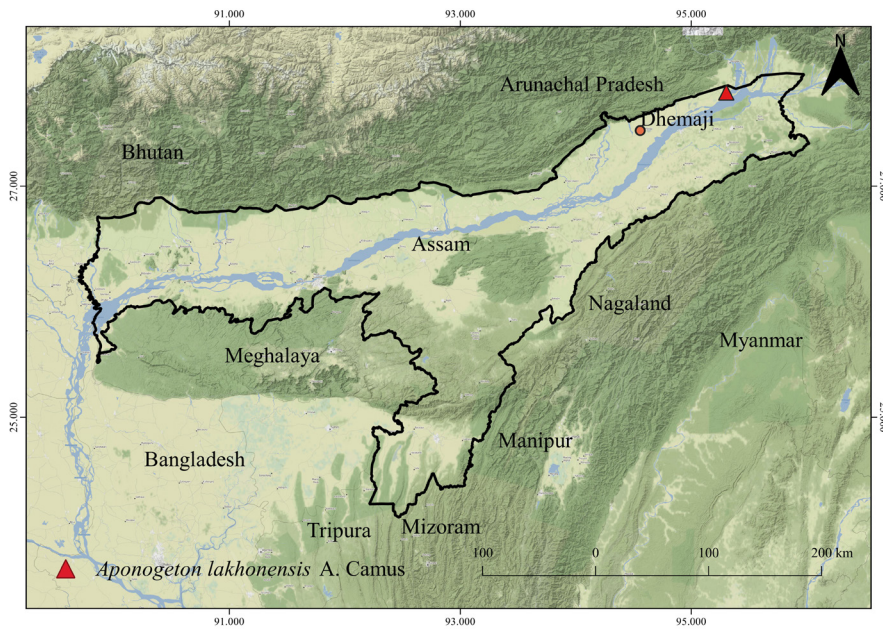 91.000 93.000 95.000
N
Arunachal Pradesh
Dhemaji
Bhutan
27.000
Assam
Nagaland
Meghalaya
Myanmar
25.000
Manipur
Bangladesh
Tripura
Mizoram
100 0 100 200 km
Aponogeton lakhonensis A. Camus
91.000 93.000 95.000